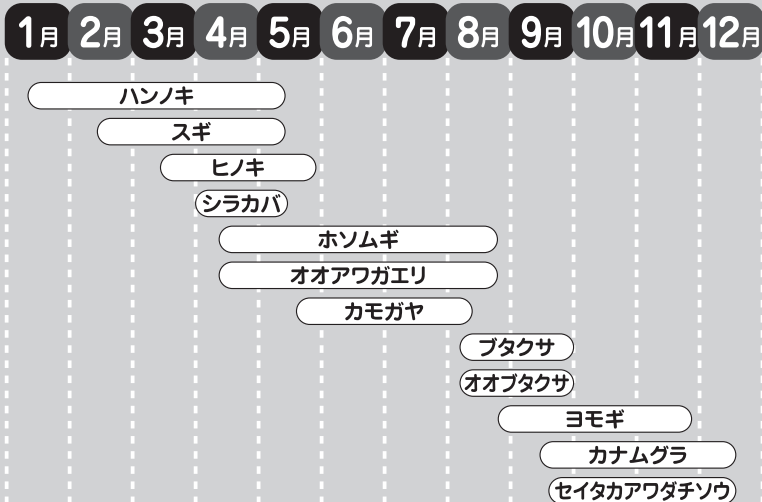 1月 2月 3月 4月 5月 6月 7月 8月 9月 10月 11月 12月
ハンノキ
スギ
ヒノキ
シラカバ
ホソムギ
オオアワガエリ
カモガヤ
ブタクサ
オオブタクサ
ヨモギ
カナムグラ
セイタカアワダチソウ